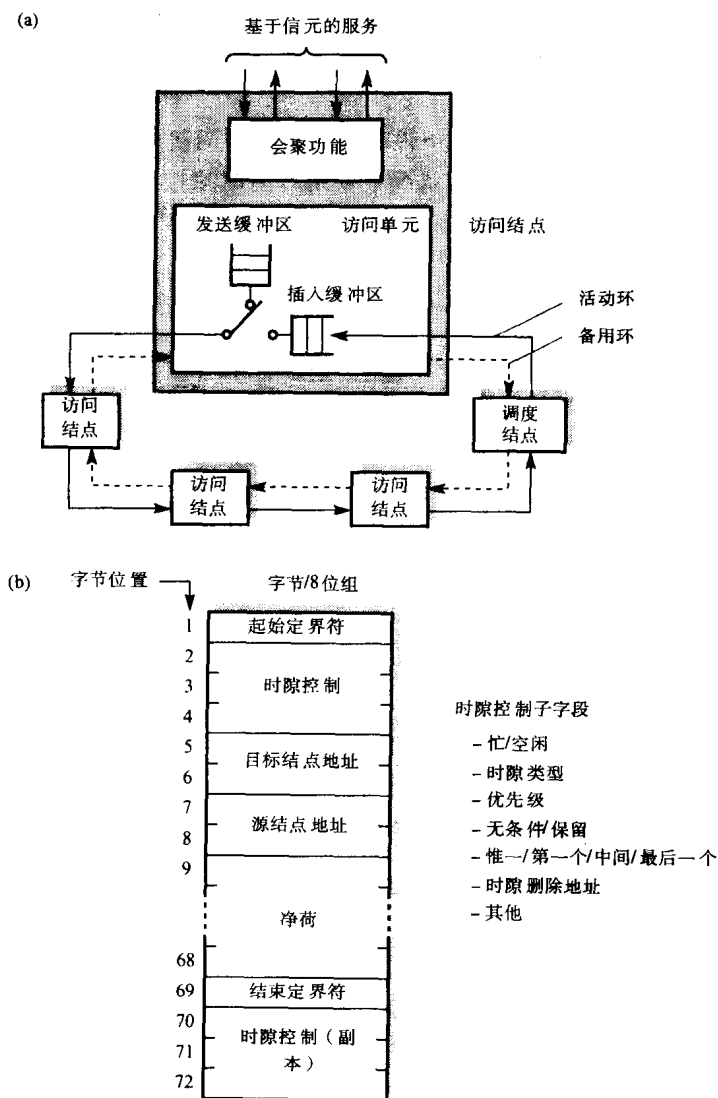 (a)
基于信元的服务
会聚功能
发送缓冲区
访问单元
访问结点
插入缓冲区
活动环
备用环
访问
结点
调度
结点
访问
结点
访问
结点
(b)
字节位置
字节/8位组
1
起始定界符
2
3
时隙控制
4
5
目标结点地址
6
7
源结点地址
8
9
净荷
68
69
结束定界符
70
时隙控制(副
71
本)
72
时隙控制子字段
- 忙/空闲
- 时隙类型
- 优先级
- 无条件/保留
- 惟一/第一个/中间/最后一个
- 时隙删除地址
- 其他